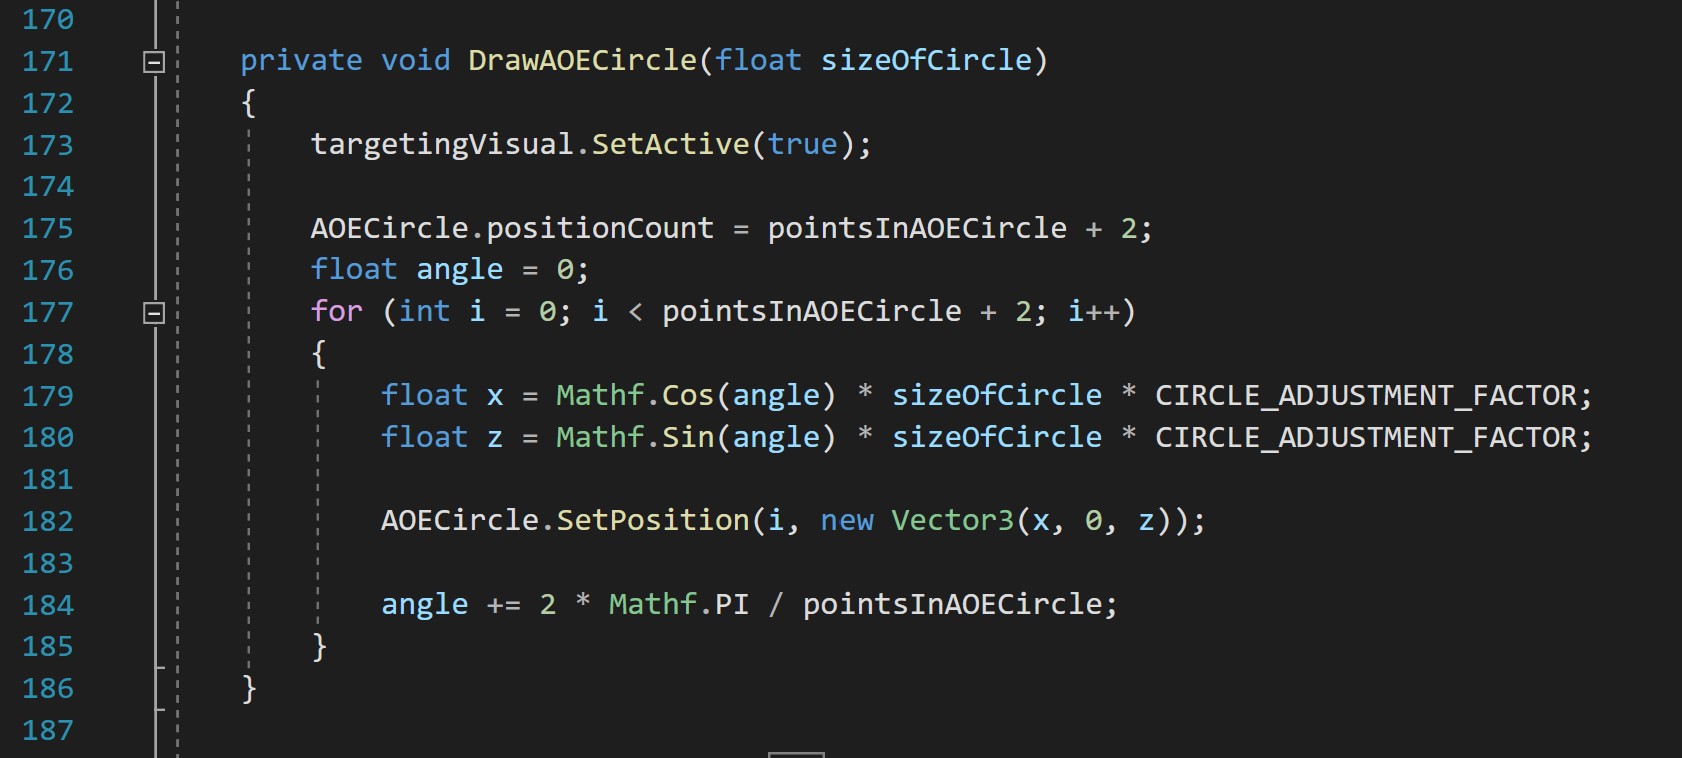 170
171 private void DrawAOECircle(float sizeOfCircle)
172 {
173 targetingVisual.SetActive(true);
174
175 AOECircle.positionCount = pointsInAOECircle + 2;
176 float angle = 0;
177 for (int i = 0; i < pointsInAOECircle + 2; i++)
178 {
179 float x = Mathf.Cos(angle) * sizeOfCircle * CIRCLE_ADJUSTMENT_FACTOR;
180 float z = Mathf.Sin(angle) * sizeOfCircle * CIRCLE_ADJUSTMENT_FACTOR;
181
182 AOECircle.SetPosition(i, new Vector3(x, 0, z));
183
184 angle += 2 * Mathf.PI / pointsInAOECircle;
185 }
186 }
187